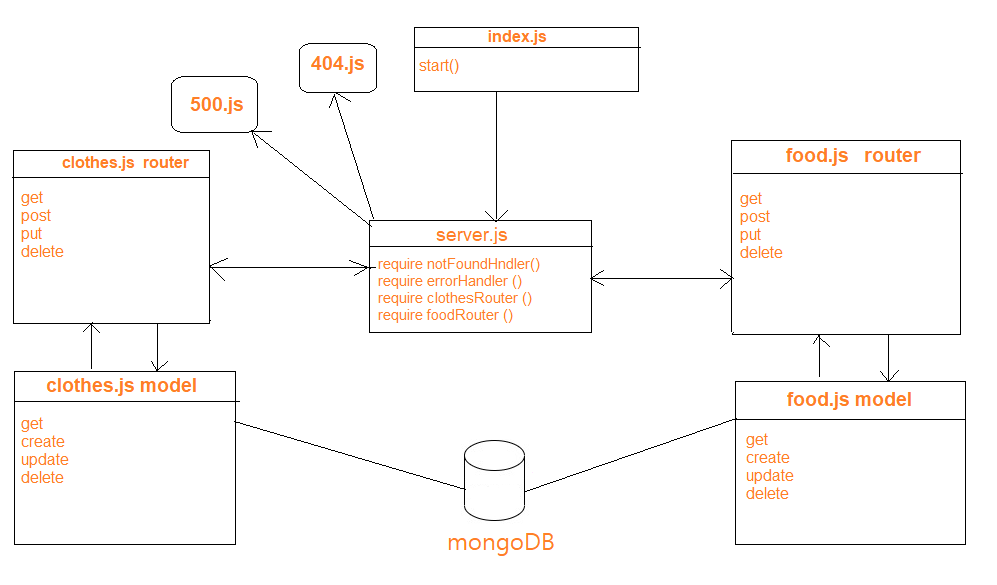 index.js
start()
404.js
500.js
clothes.js router
get
post
put
delete
food.js router
get
post
put
delete
server.js
require notFoundHndler()
require errorHandler ()
require clothesRouter ()
require foodRouter ()
clothes.js model
get
create
update
delete
food.js model
get
create
update
delete
mongoDB